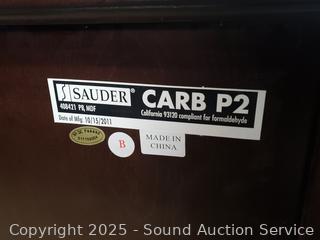 SAUDER® CARB P2
408421 PB, MDF
California 93120 compliant for formaldehyde
Date of Mfg: 10/15/2011
B
MADE IN
CHINA
Copyright 2025 - Sound Auction Service